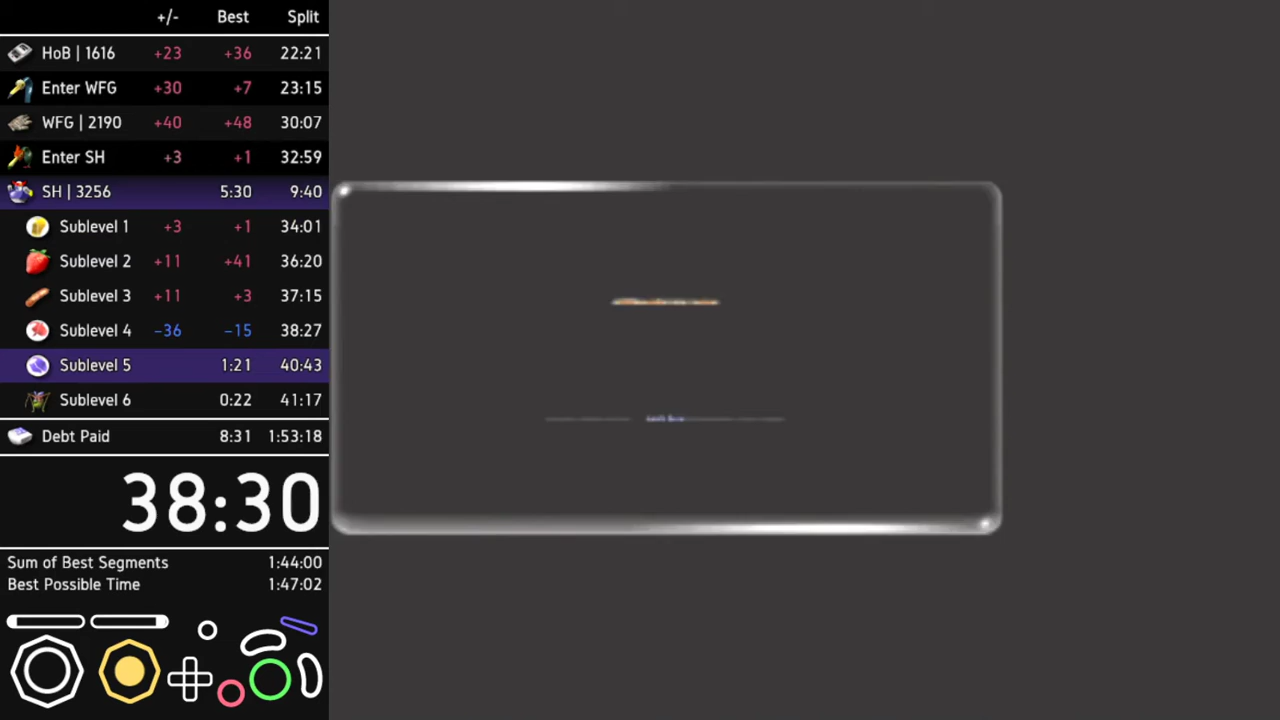 +/- Best Split
HoB | 1616 +23 +36 22:21
Enter WFG +30 +7 23:15
WFG | 2190 +40 +48 30:07
Enter SH +3 +1 32:59
SH | 3256 5:30 9:40
Sublevel 1 +3 +1 34:01
Sublevel 2 +11 +41 36:20
Sublevel 3 +11 +3 37:15
Sublevel 4 −36 −15 38:27
Sublevel 5 1:21 40:43
Sublevel 6 0:22 41:17
Debt Paid 8:31 1:53:18
38:30
Sum of Best Segments 1:44:00
Best Possible Time 1:47:02